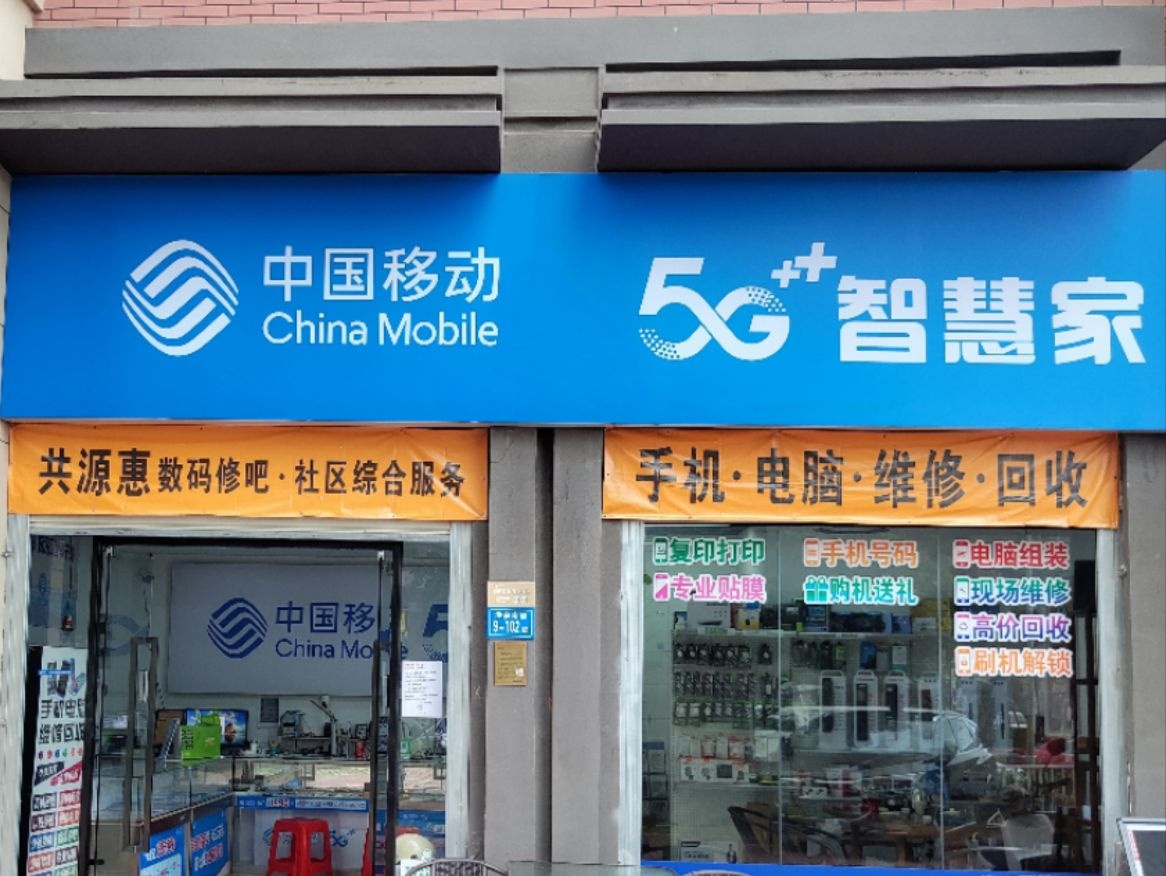 中国移动
China Mobile
5G++ 智慧家
共源惠 数码修吧·社区综合服务
手机·电脑·维修·回收
复印打印
手机号码
电脑组装
专业贴膜
购机送礼
现场维修
高价回收
刷机解锁
中国移
China Mob
9-102